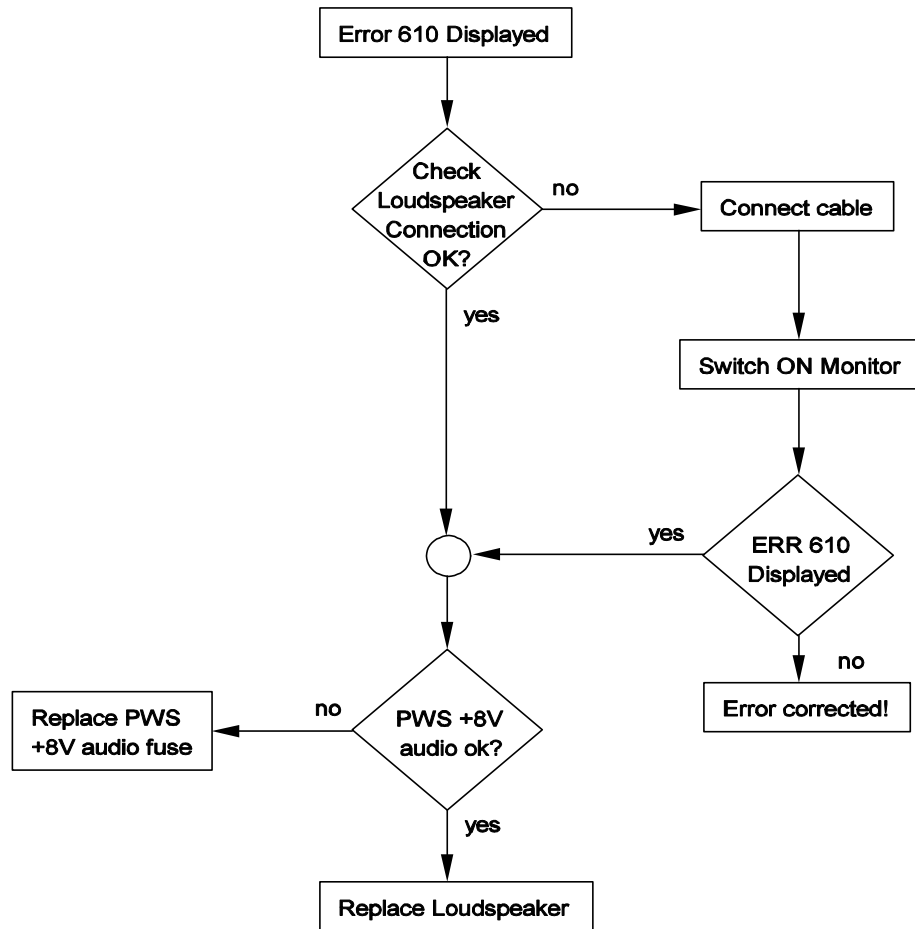 Error 610 Displayed
Check
Loudspeaker
Connection
OK?
no
Connect cable
yes
Switch ON Monitor
yes
ERR 610
Displayed
no
Error corrected!
Replace PWS
+8V audio fuse
no
PWS +8V
audio ok?
yes
Replace Loudspeaker